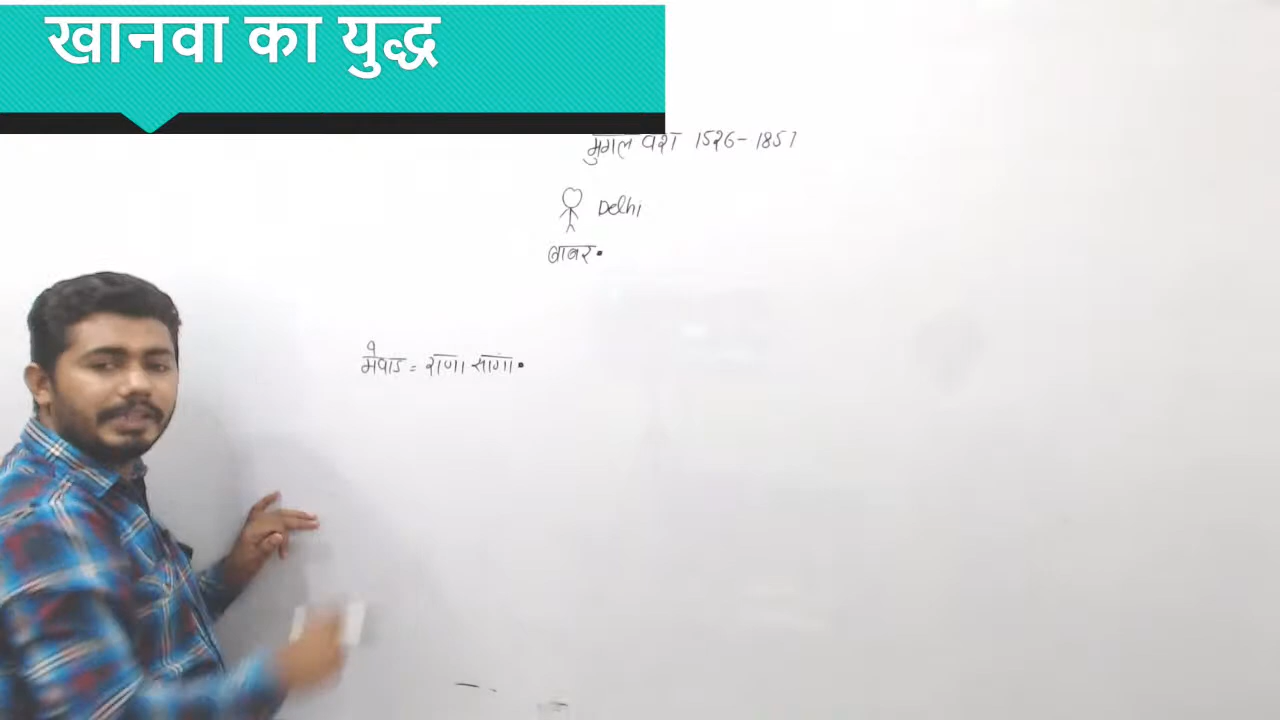 खानवा का युद्ध
मुगल वंश 1526- 1857
Delhi
बाबर.
मेवाड = राणा सांगा.